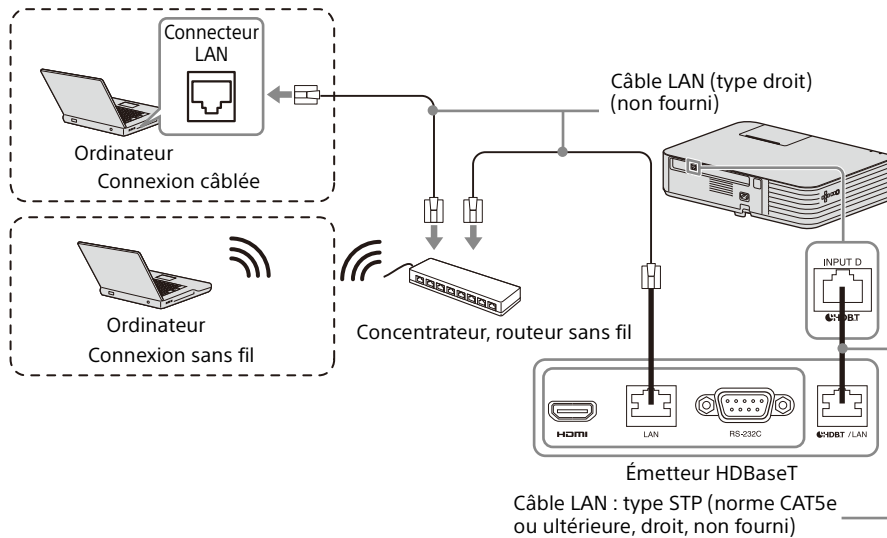 Connecteur
LAN
Câble LAN (type droit)
(non fourni)
Ordinateur
Connexion câblée
INPUT D
HDBT
Ordinateur
Connexion sans fil
Concentrateur, routeur sans fil
HDMI
LAN
RS-232C
HDBT /LAN
Émetteur HDBaseT
Câble LAN : type STP (norme CAT5e
ou ultérieure, droit, non fourni)